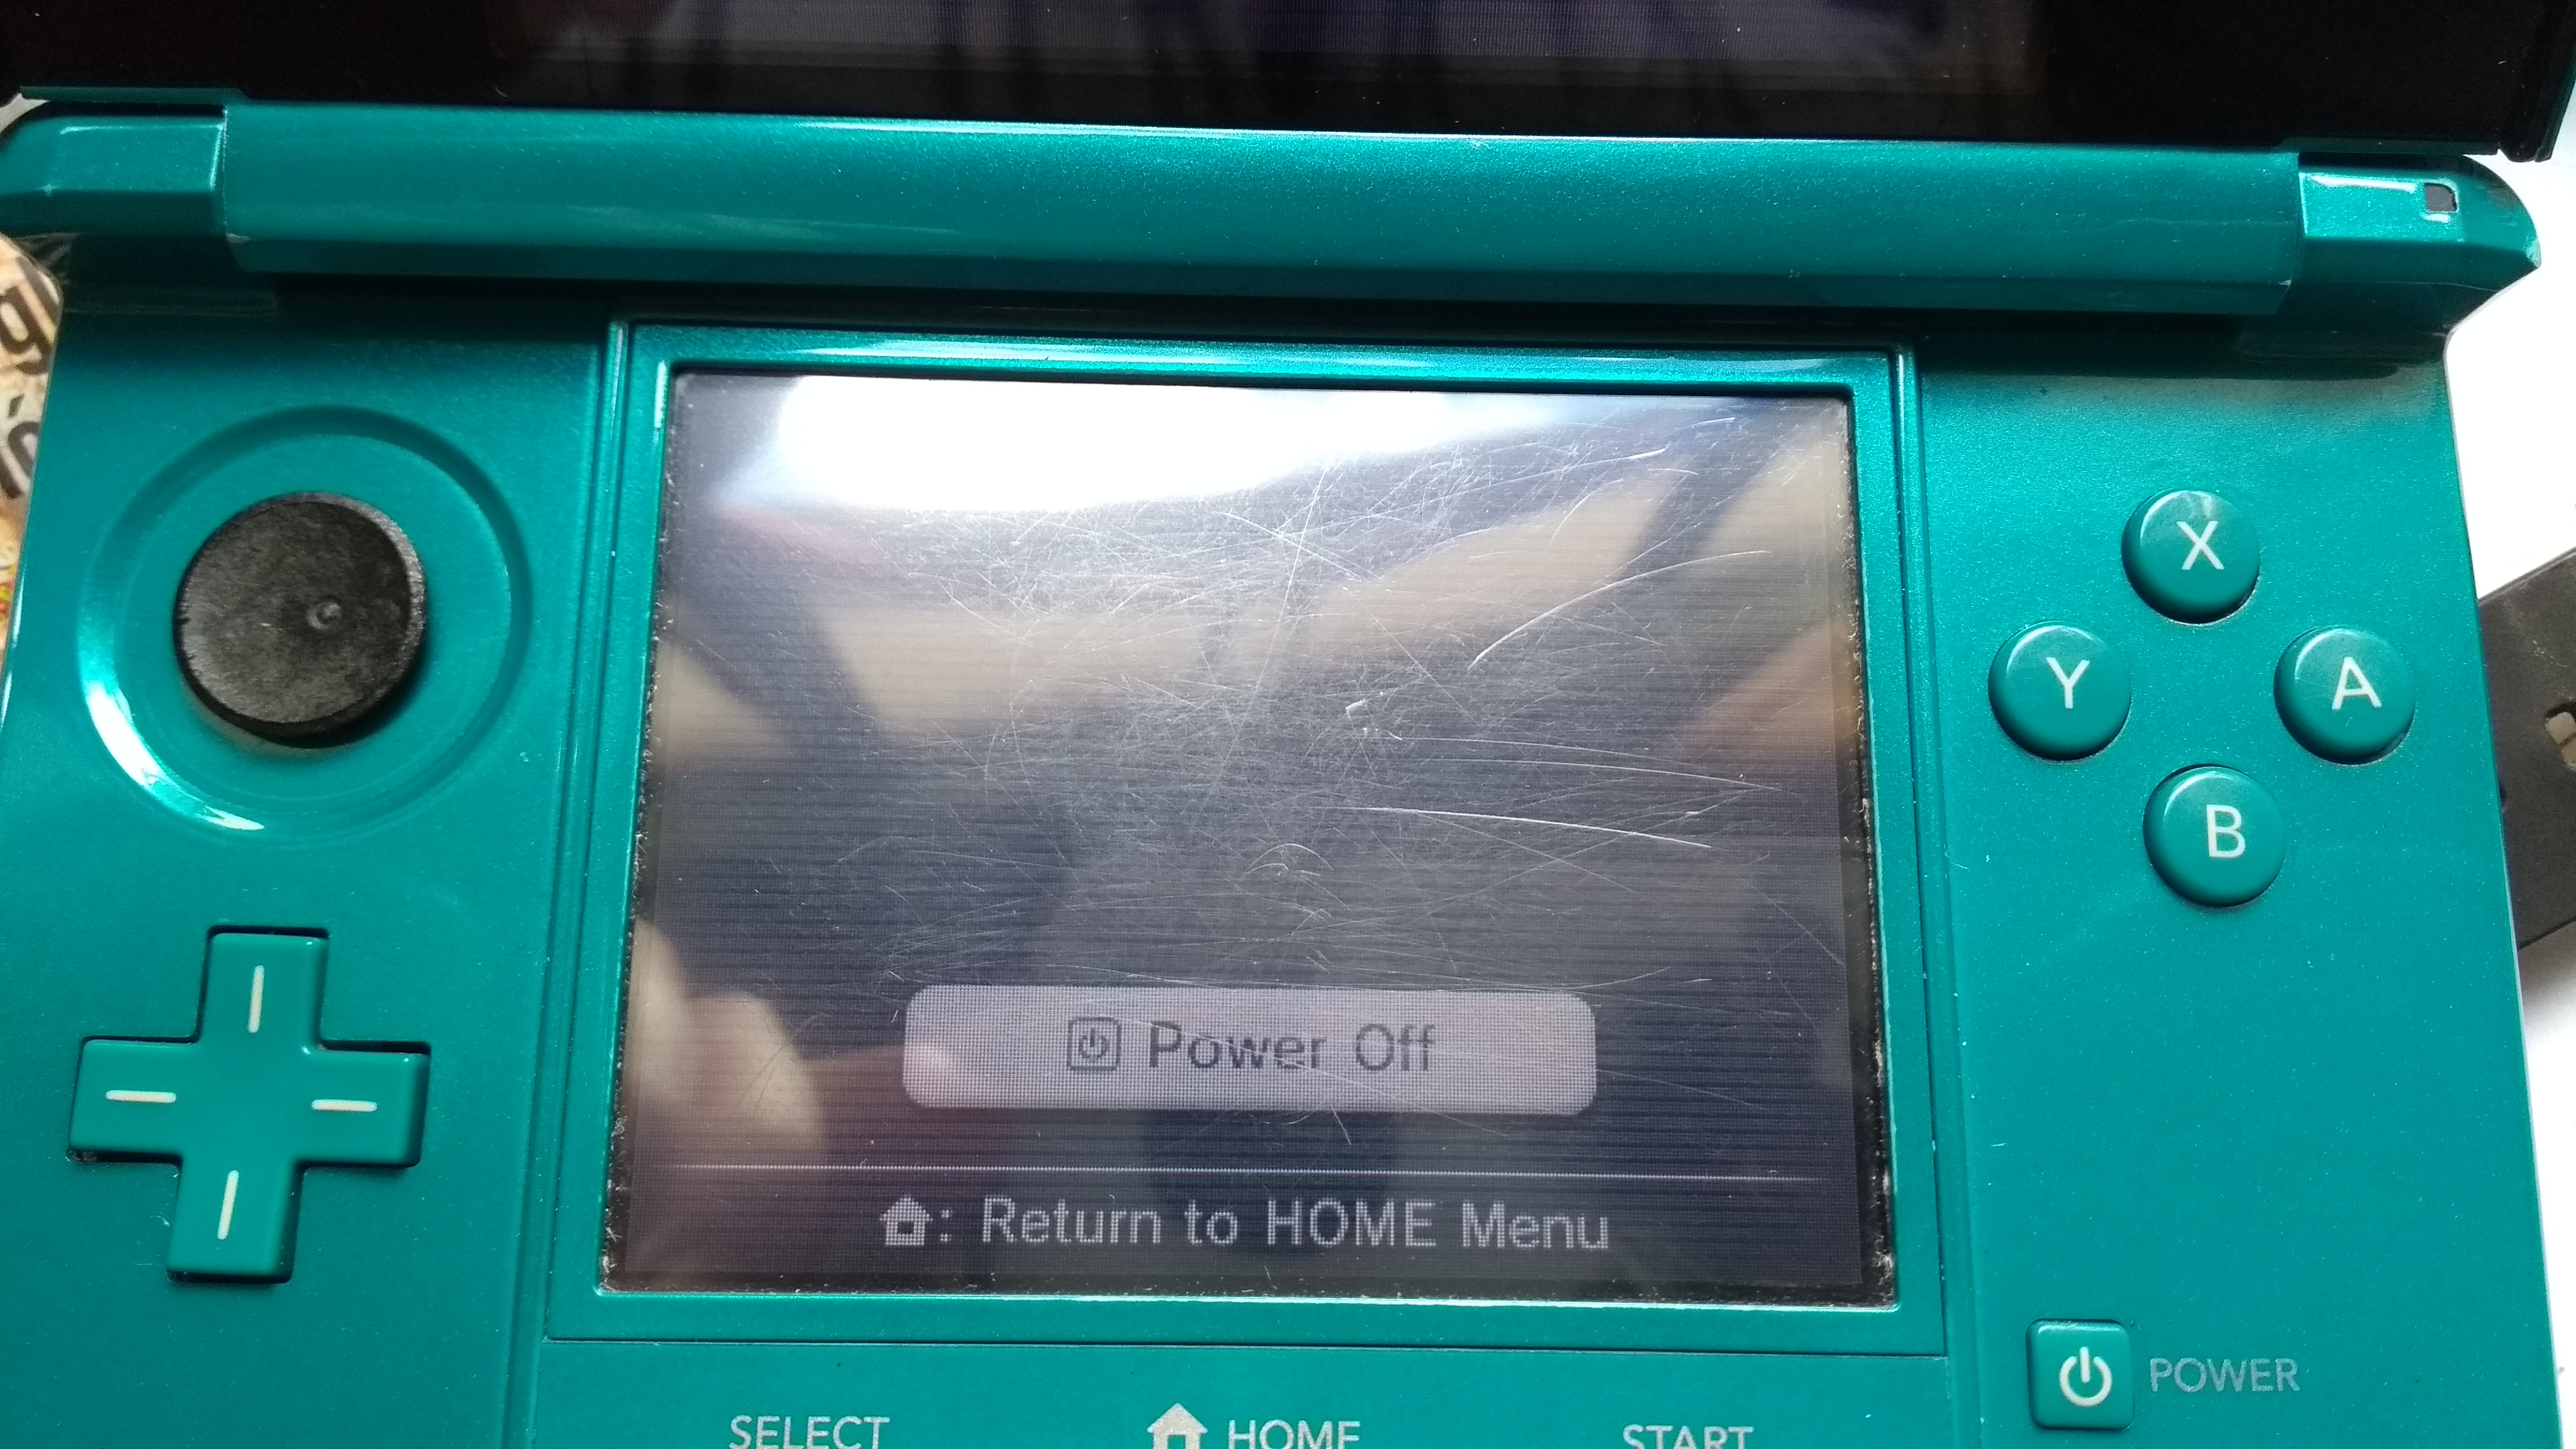 X
Y
A
B
Power Off
: Return to HOME Menu
POWER
SELECT
HOME
START